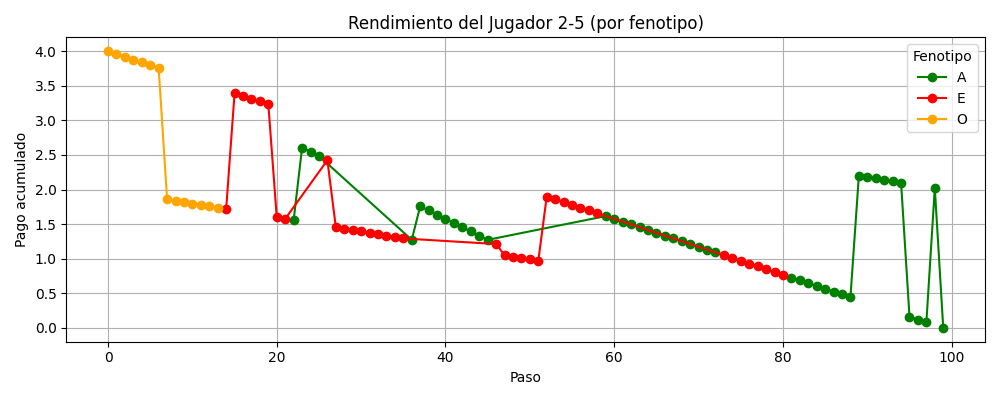 Rendimiento del Jugador 2-5 (por fenotipo)
Pago acumulado
4.0
3.5
3.0
2.5
2.0
1.5
1.0
0.5
0.0
Fenotipo
A
E
O
0 20 40 60 80 100
Paso